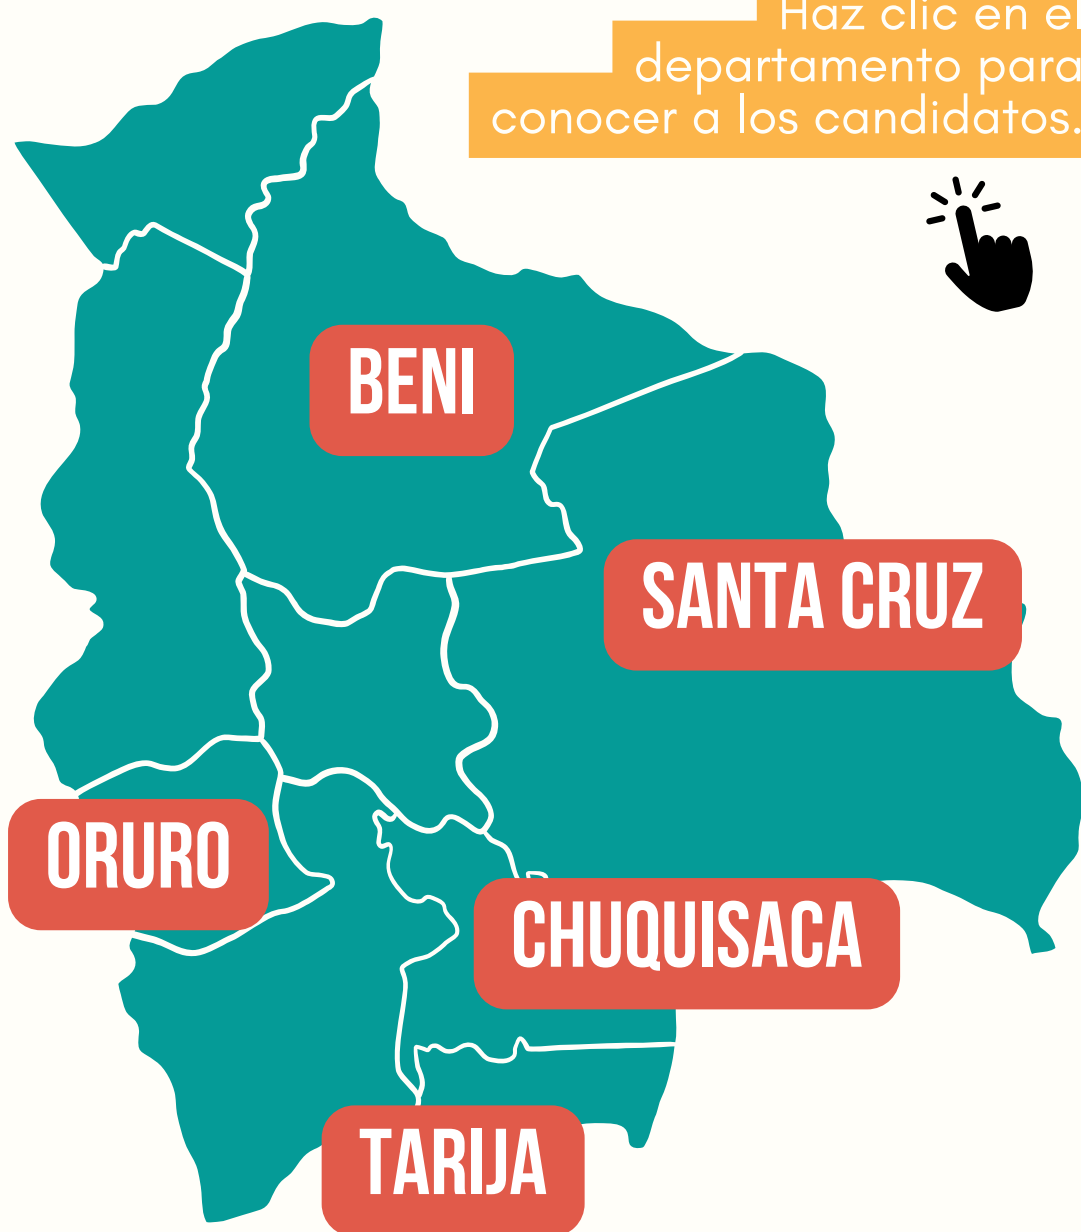 Haz clic en el
departamento para
conocer a los candidatos.
BENI
SANTA CRUZ
ORURO
CHUQUISACA
TARIJA